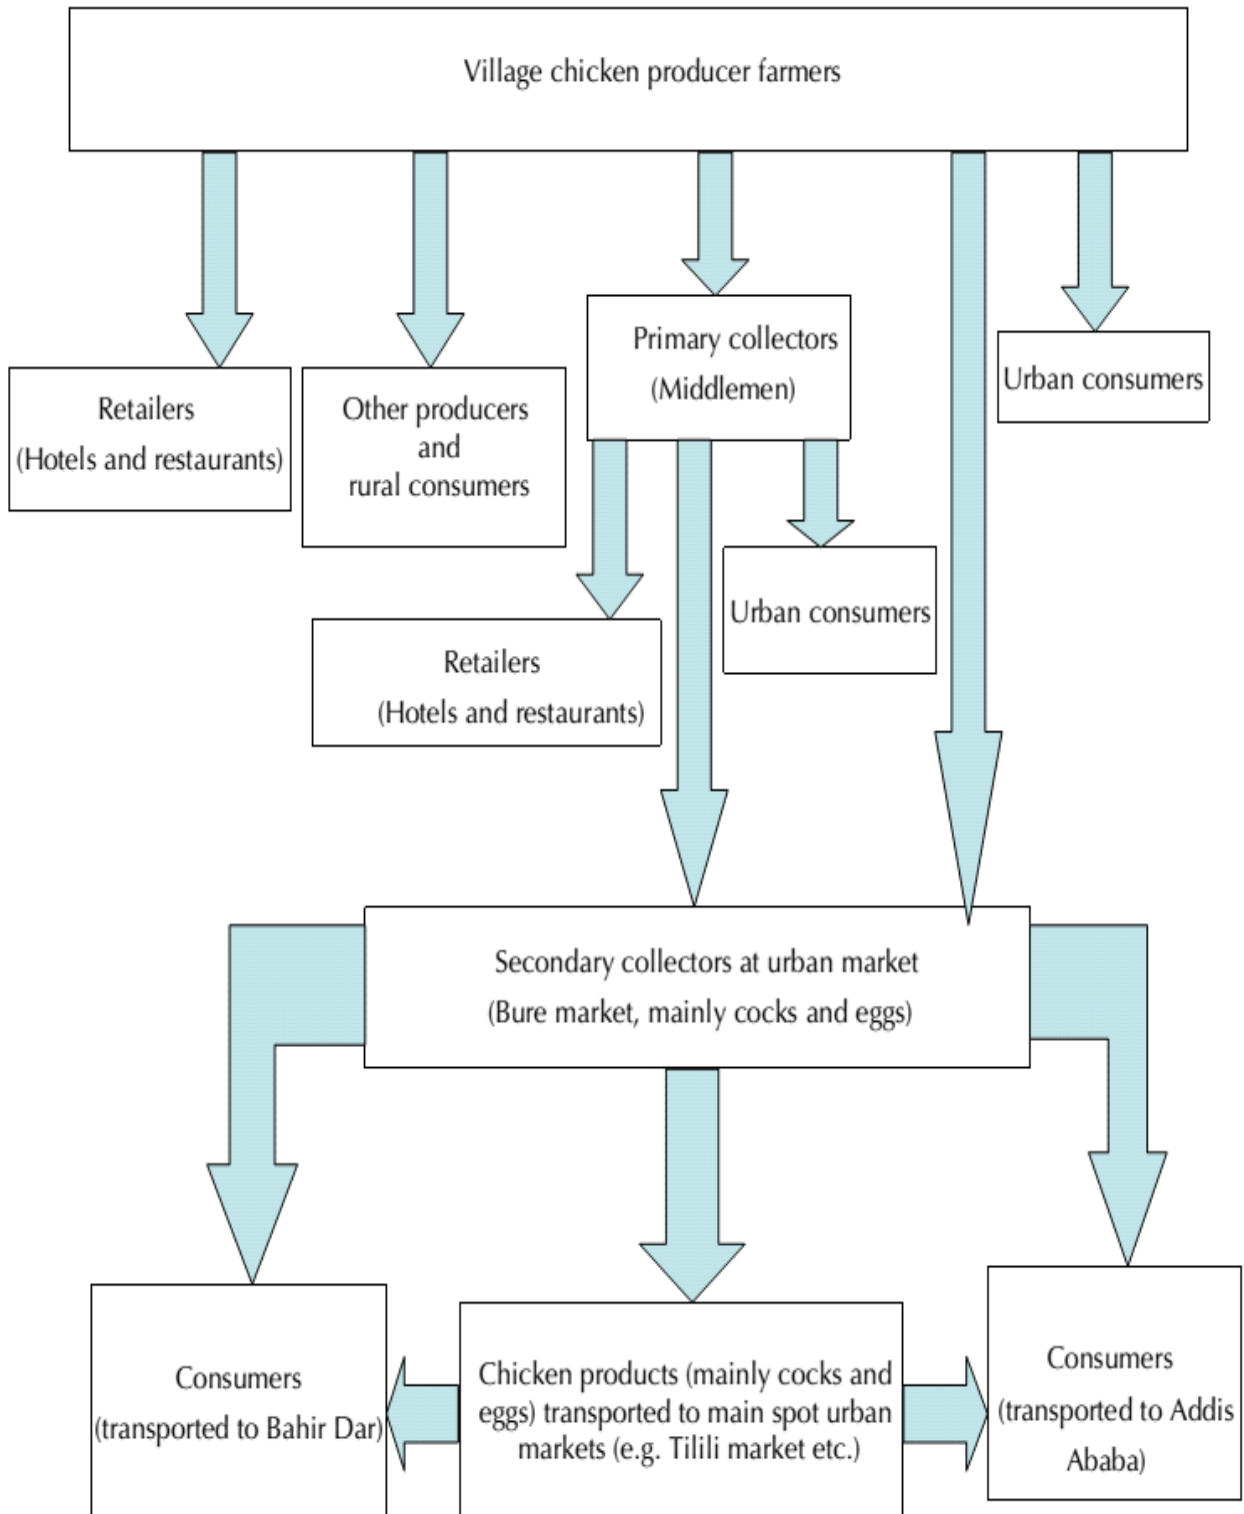 Village chicken producer farmers
Retailers
(Hotels and restaurants)
Other producers
and
rural consumers
Primary collectors
(Middlemen)
Urban consumers
Retailers
(Hotels and restaurants)
Urban consumers
Secondary collectors at urban market
(Bure market, mainly cocks and eggs)
Consumers
(transported to Bahir Dar)
Chicken products (mainly cocks and
eggs) transported to main spot urban
markets (e.g. Tilili market etc.)
Consumers
(transported to Addis
Ababa)